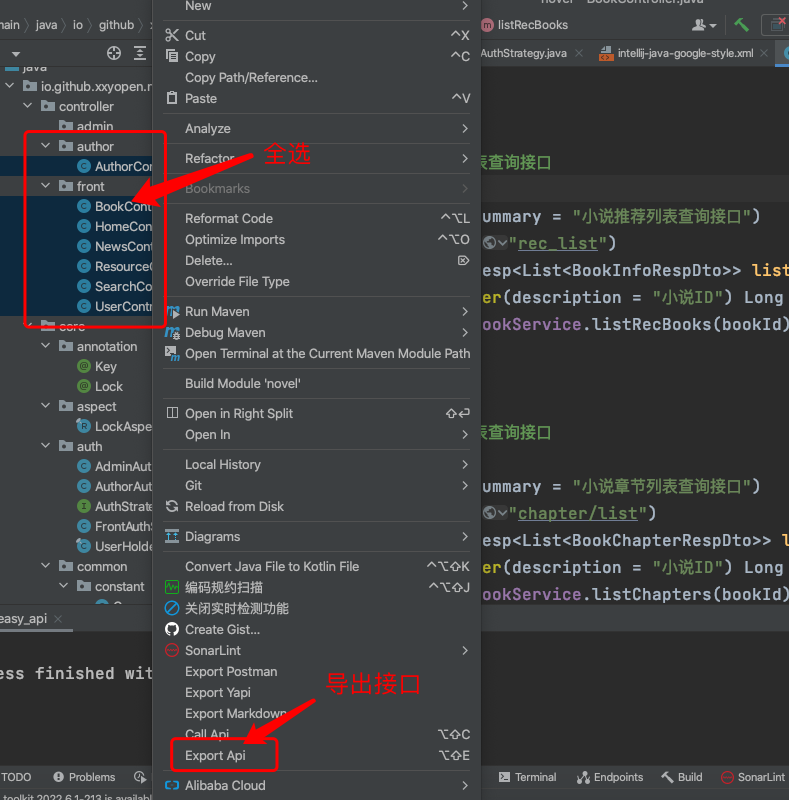 New
novel – BookController.java
main
java
io
github
listRecBooks
AuthStrategy.java
intellij-java-google-style.xml
java
io.github.xxyopen.n
controller
admin
author
AuthorCon
front
BookCont
HomeCon
NewsCont
Resource
SearchCo
UserContr
core
annotation
Key
Lock
aspect
LockAspe
auth
AdminAut
AuthorAut
AuthStrate
FrontAuth
UserHolde
common
constant
Cut ^X
Copy ^C
Copy Path/Reference...
Paste ^V
Analyze
Refactor
全选
Bookmarks
Reformat Code ^⌥L
Optimize Imports ^⌥O
Delete... ⌦
Override File Type
Run Maven
Debug Maven
Open Terminal at the Current Maven Module Path
Build Module 'novel'
Open in Right Split ⇧↩
Open In
Local History
Git
Reload from Disk
Diagrams
Convert Java File to Kotlin File ^⌥⇧K
编码规约扫描 ^⌥⇧J
关闭实时检测功能
Create Gist...
SonarLint
Export Postman
Export Yapi
Export Markdown
导出接口
Call Api ⌥⇧C
Export Api ⌥⇧E
Alibaba Cloud
表查询接口
ummary = "小说推荐列表查询接口")
"rec_list")
esp<List<BookInfoRespDto>> list
er(description = "小说ID") Long
ookService.listRecBooks(bookId)
表查询接口
ummary = "小说章节列表查询接口")
"chapter/list")
esp<List<BookChapterRespDto>> l
er(description = "小说ID") Long
ookService.listChapters(bookId)
easy_api
ess finished wit
TODO
Problems
Terminal
Endpoints
Build
SonarLint
toolkit 2022.6.1-213 is availab